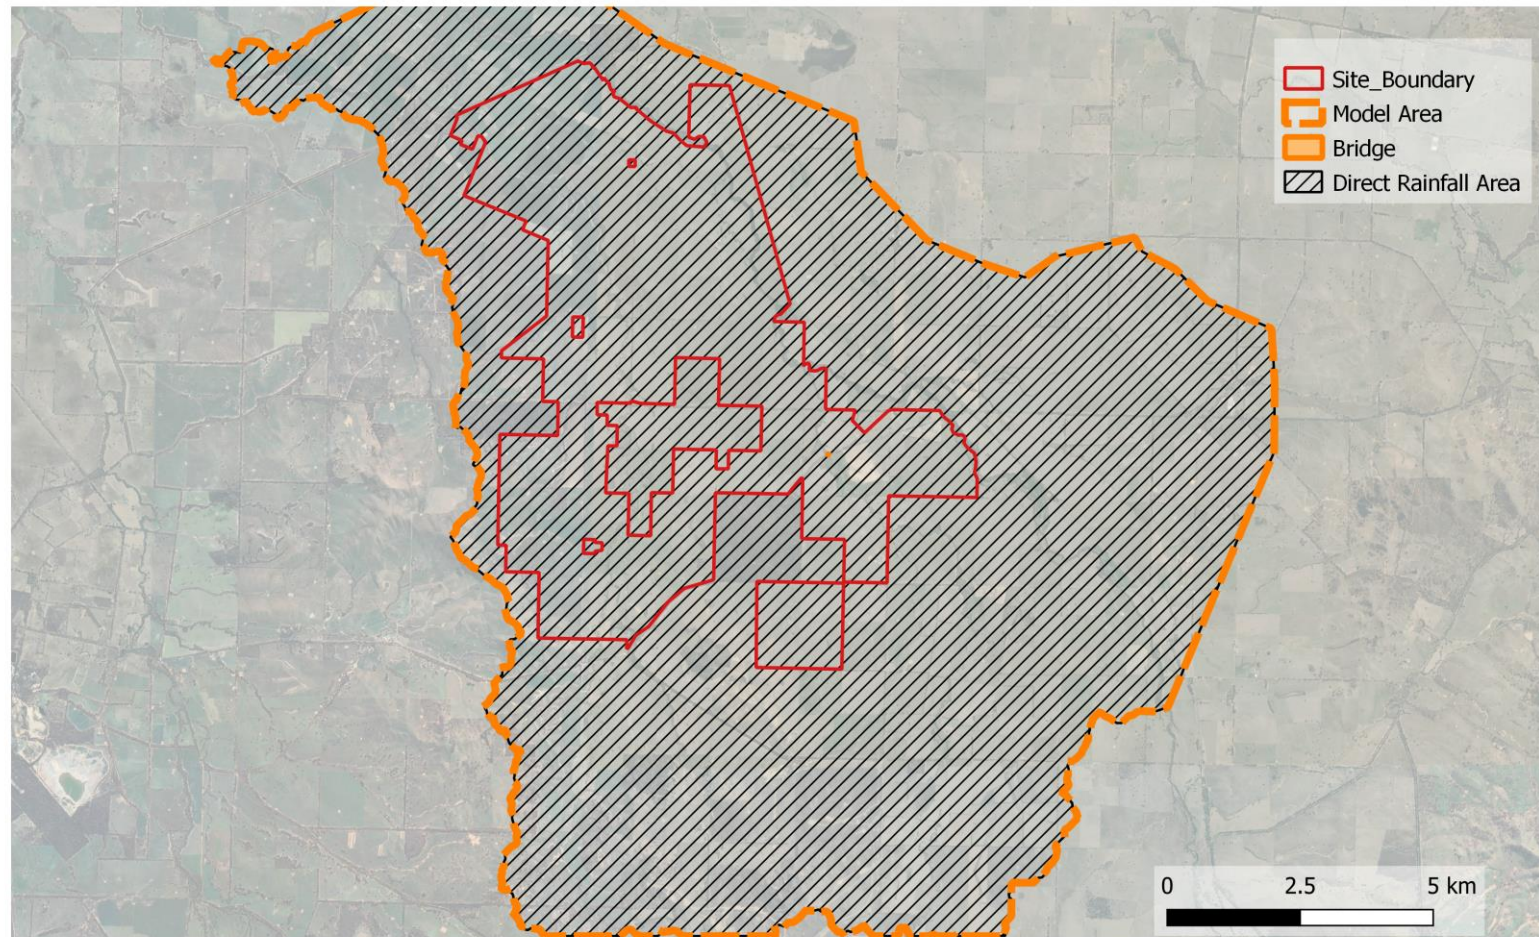 Site_Boundary
Model Area
Bridge
Direct Rainfall Area
0 2.5 5 km